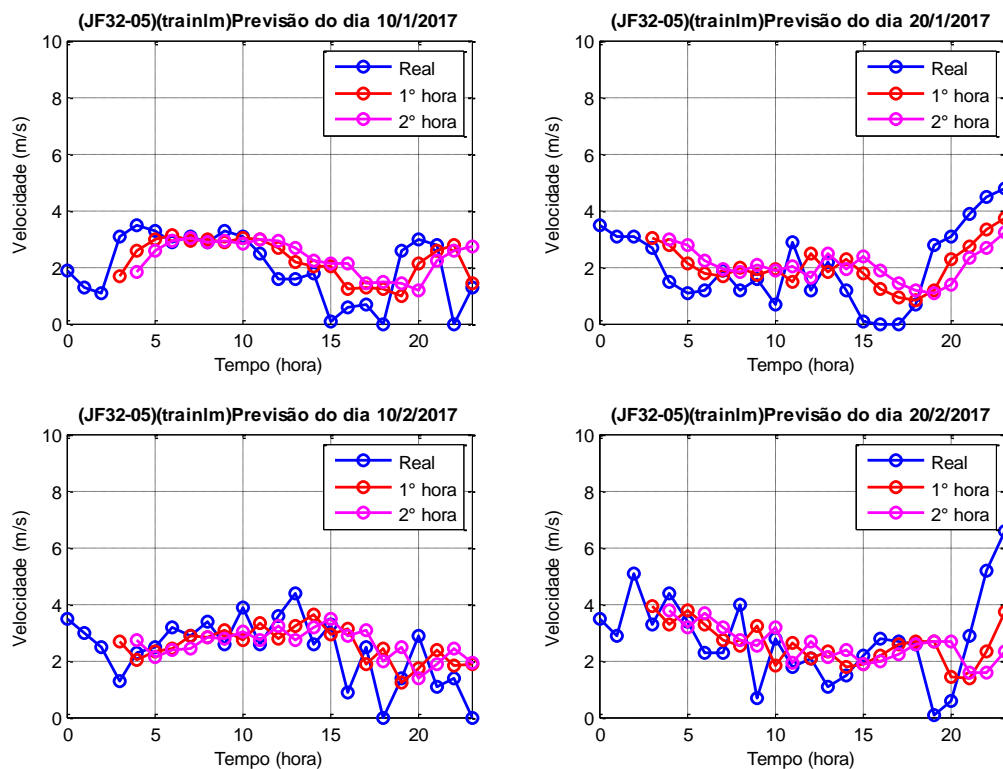 (JF32-05)(trainlm)Previsão do dia 10/1/2017
10
8
6
4
2
0
0 5 10 15 20
Velocidade (m/s)
Tempo (hora)
Real
1° hora
2° hora
(JF32-05)(trainlm)Previsão do dia 20/1/2017
10
8
6
4
2
0
0 5 10 15 20
Velocidade (m/s)
Tempo (hora)
Real
1° hora
2° hora
(JF32-05)(trainlm)Previsão do dia 10/2/2017
10
8
6
4
2
0
0 5 10 15 20
Velocidade (m/s)
Tempo (hora)
Real
1° hora
2° hora
(JF32-05)(trainlm)Previsão do dia 20/2/2017
10
8
6
4
2
0
0 5 10 15 20
Velocidade (m/s)
Tempo (hora)
Real
1° hora
2° hora